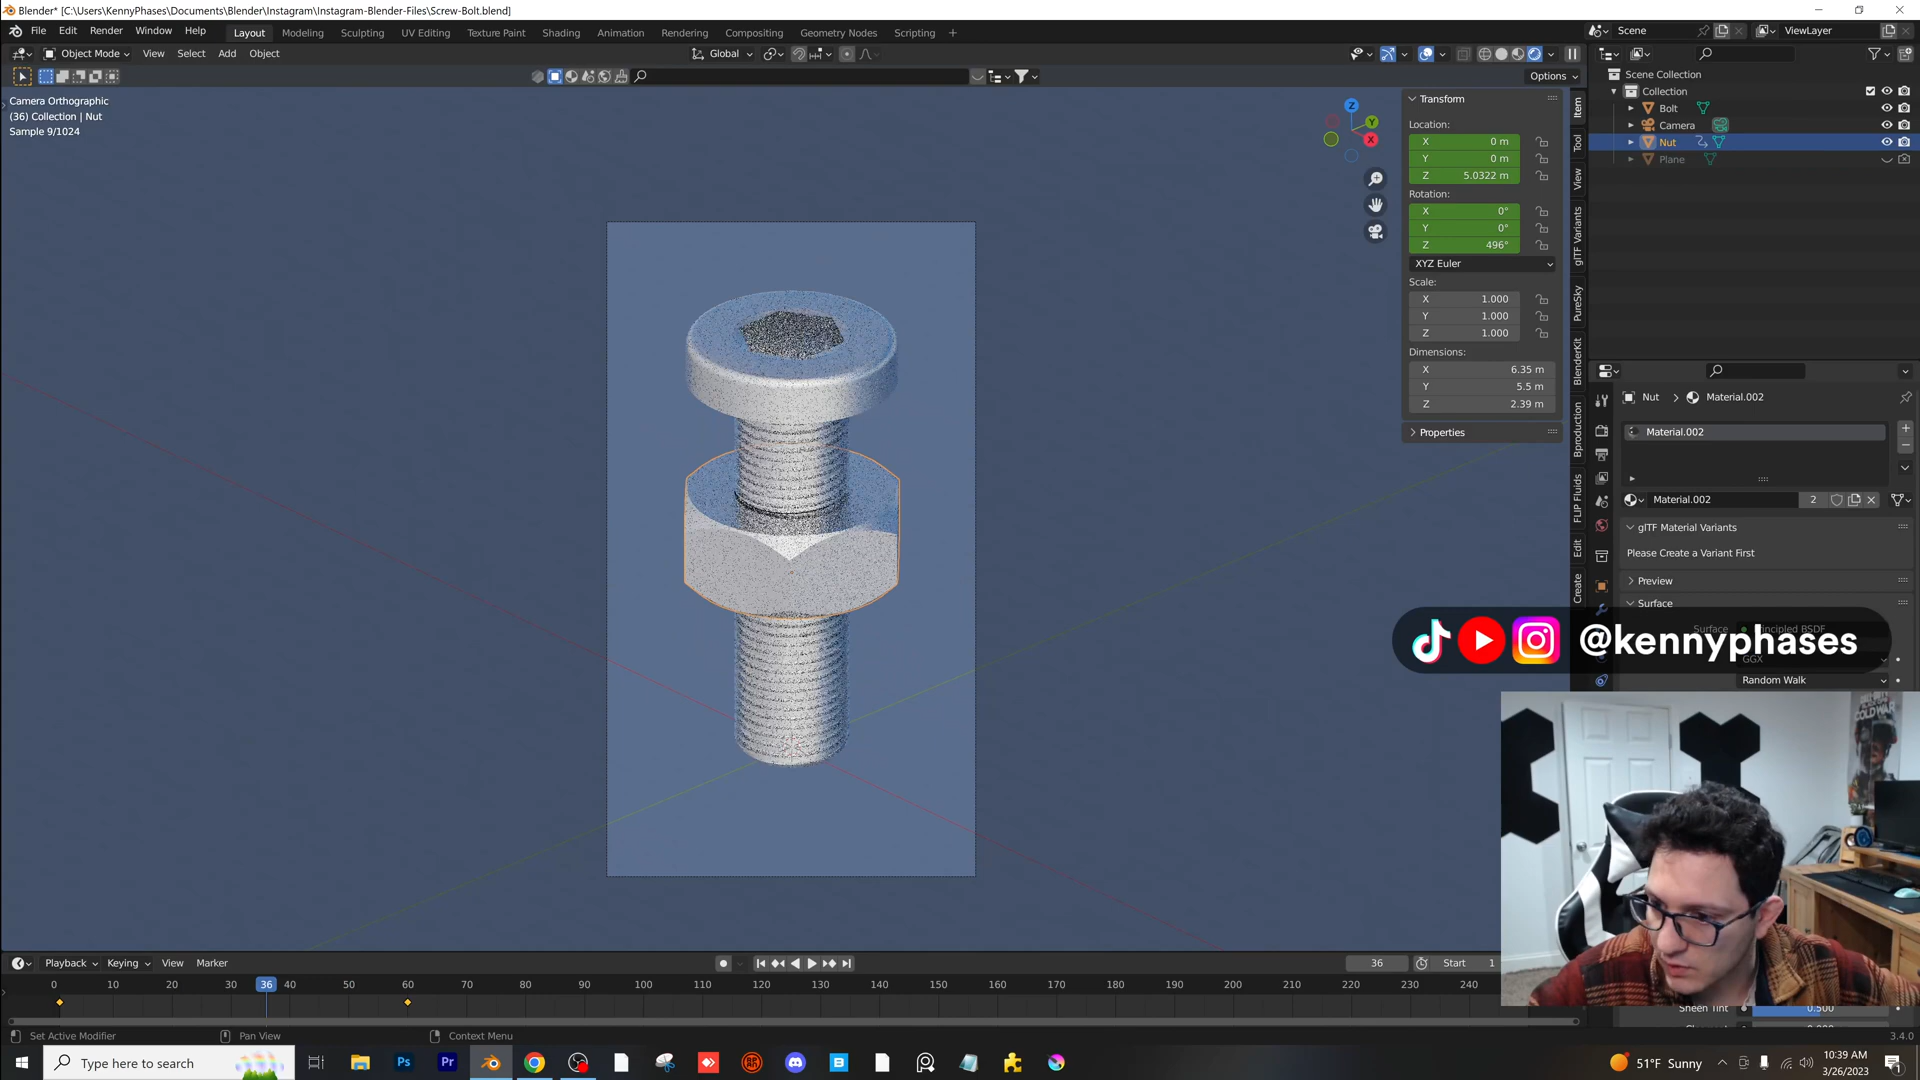 Blender* [C:\Users\KennyPhases\Documents\Blender\Instagram\Instagram-Blender-Files\Screw-Bolt.blend]
File Edit Render Window Help Layout Modeling Sculpting UV Editing Texture Paint Shading Animation Rendering Compositing Geometry Nodes Scripting + Scene ViewLayer
Object Mode View Select Add Object Global
Options
Camera Orthographic
(36) Collection | Nut
Sample 9/1024
Z
Y
X
Transform
Location:
X 0 m
Y 0 m
Z 5.0322 m
Rotation:
X 0°
Y 0°
Z 496°
XYZ Euler
Scale:
X 1.000
Y 1.000
Z 1.000
Dimensions:
X 6.35 m
Y 5.5 m
Z 2.39 m
Properties
Item
Tool
View
glTF Variants
PureSky
BlenderKit
Bproduction
FLIP Fluids
Edit
Create
Scene Collection
Collection
Bolt
Camera
Nut
Plane
Nut > Material.002
Material.002
Material.002 2
glTF Material Variants
Please Create a Variant First
Preview
Surface
Surface
GGX
Random Walk
@kennyphases
COLD WAR
Sheen Tint 0.500
Playback Keying View Marker
36 Start 1
0 10 20 30 36 40 50 60 70 80 90 100 110 120 130 140 150 160 170 180 190 200 210 220 230 240
Set Active Modifier Pan View Context Menu
3.4.0
Type here to search
Ps
Pr
51°F Sunny
10:39 AM
3/26/2023
1